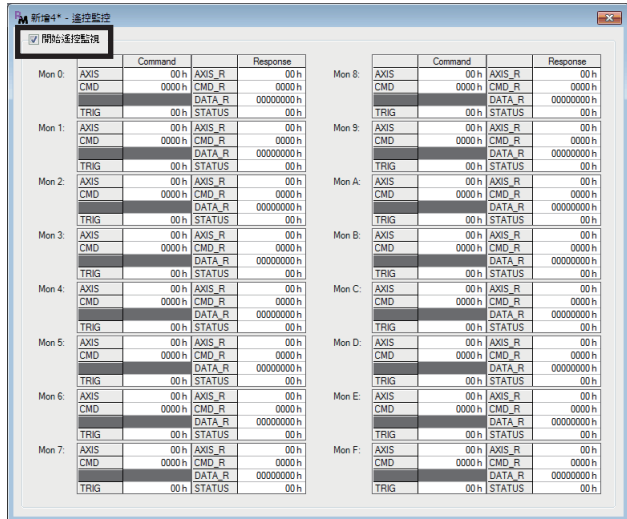 新增4* - 遙控監控
開始遙控監視
Command Response
Mon 0: AXIS 00 h AXIS_R 00 h
CMD 0000 h CMD_R 0000 h
DATA_R 00000000 h
TRIG 00 h STATUS 00 h
Mon 1: AXIS 00 h AXIS_R 00 h
CMD 0000 h CMD_R 0000 h
DATA_R 00000000 h
TRIG 00 h STATUS 00 h
Mon 2: AXIS 00 h AXIS_R 00 h
CMD 0000 h CMD_R 0000 h
DATA_R 00000000 h
TRIG 00 h STATUS 00 h
Mon 3: AXIS 00 h AXIS_R 00 h
CMD 0000 h CMD_R 0000 h
DATA_R 00000000 h
TRIG 00 h STATUS 00 h
Mon 4: AXIS 00 h AXIS_R 00 h
CMD 0000 h CMD_R 0000 h
DATA_R 00000000 h
TRIG 00 h STATUS 00 h
Mon 5: AXIS 00 h AXIS_R 00 h
CMD 0000 h CMD_R 0000 h
DATA_R 00000000 h
TRIG 00 h STATUS 00 h
Mon 6: AXIS 00 h AXIS_R 00 h
CMD 0000 h CMD_R 0000 h
DATA_R 00000000 h
TRIG 00 h STATUS 00 h
Mon 7: AXIS 00 h AXIS_R 00 h
CMD 0000 h CMD_R 0000 h
DATA_R 00000000 h
TRIG 00 h STATUS 00 h
Command Response
Mon 8: AXIS 00 h AXIS_R 00 h
CMD 0000 h CMD_R 0000 h
DATA_R 00000000 h
TRIG 00 h STATUS 00 h
Mon 9: AXIS 00 h AXIS_R 00 h
CMD 0000 h CMD_R 0000 h
DATA_R 00000000 h
TRIG 00 h STATUS 00 h
Mon A: AXIS 00 h AXIS_R 00 h
CMD 0000 h CMD_R 0000 h
DATA_R 00000000 h
TRIG 00 h STATUS 00 h
Mon B: AXIS 00 h AXIS_R 00 h
CMD 0000 h CMD_R 0000 h
DATA_R 00000000 h
TRIG 00 h STATUS 00 h
Mon C: AXIS 00 h AXIS_R 00 h
CMD 0000 h CMD_R 0000 h
DATA_R 00000000 h
TRIG 00 h STATUS 00 h
Mon D: AXIS 00 h AXIS_R 00 h
CMD 0000 h CMD_R 0000 h
DATA_R 00000000 h
TRIG 00 h STATUS 00 h
Mon E: AXIS 00 h AXIS_R 00 h
CMD 0000 h CMD_R 0000 h
DATA_R 00000000 h
TRIG 00 h STATUS 00 h
Mon F: AXIS 00 h AXIS_R 00 h
CMD 0000 h CMD_R 0000 h
DATA_R 00000000 h
TRIG 00 h STATUS 00 h